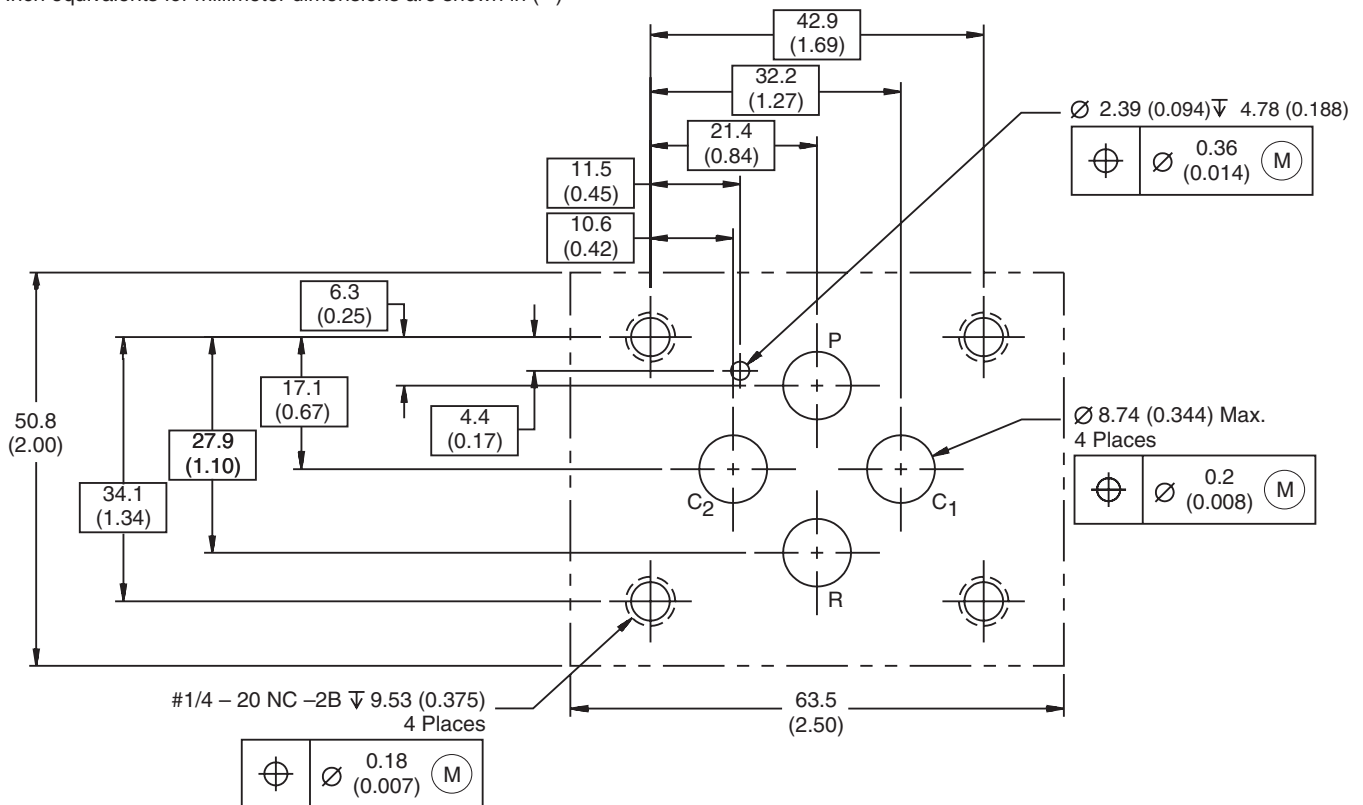 Inch equivalents for millimeter dimensions are shown in (**)
42.9
(1.69)
32.2
(1.27)
Ø 2.39 (0.094)↧ 4.78 (0.188)
21.4
(0.84)
⌖ Ø 0.36 (0.014) Ⓜ
11.5
(0.45)
10.6
(0.42)
6.3
(0.25)
P
17.1
(0.67)
4.4
(0.17)
50.8
(2.00)
27.9
(1.10)
Ø 8.74 (0.344) Max.
4 Places
⌖ Ø 0.2 (0.008) Ⓜ
34.1
(1.34)
C2
C1
R
#1/4 – 20 NC –2B ↧ 9.53 (0.375)
4 Places
63.5
(2.50)
⌖ Ø 0.18 (0.007) Ⓜ